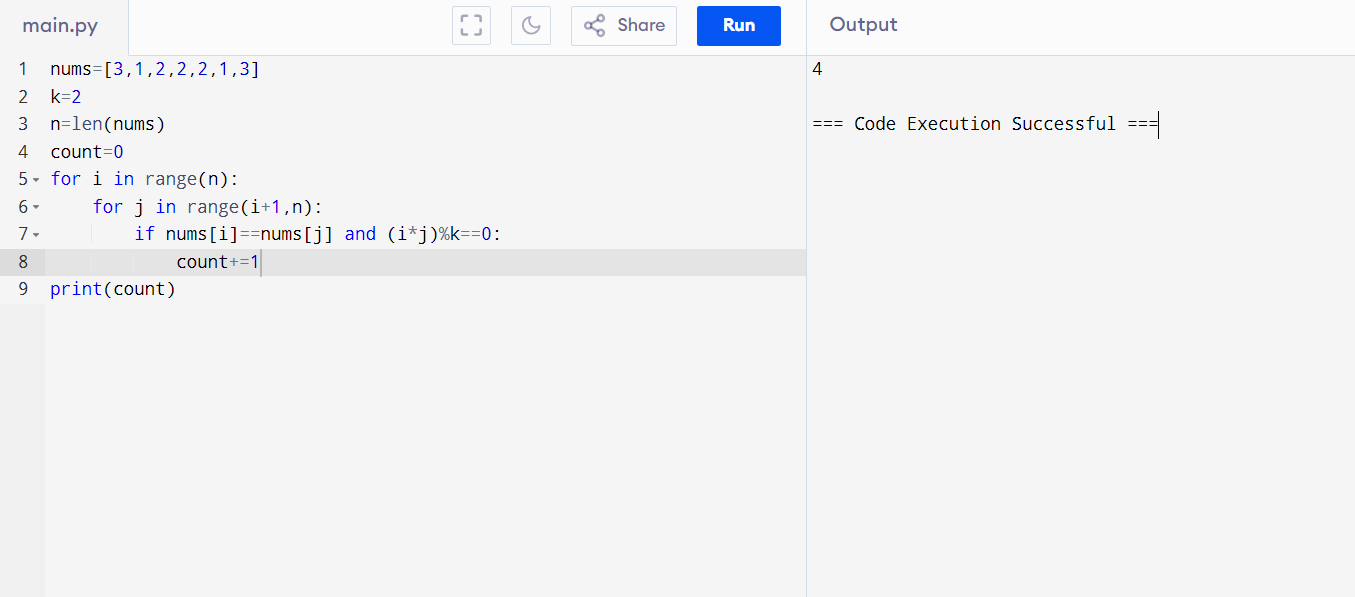 main.py
Share
Run
Output
1 nums=[3,1,2,2,2,1,3]
2 k=2
3 n=len(nums)
4 count=0
5 for i in range(n):
6     for j in range(i+1,n):
7         if nums[i]==nums[j] and (i*j)%k==0:
8             count+=1
9 print(count)
4
=== Code Execution Successful ===